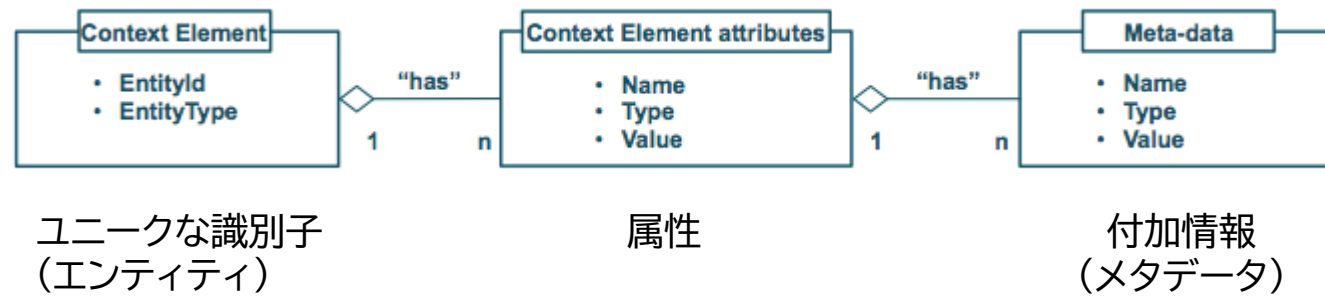 Context Element
• EntityId
• EntityType
“has”
1
n
Context Element attributes
• Name
• Type
• Value
“has”
1
n
Meta-data
• Name
• Type
• Value
ユニークな識別子
（エンティティ）
属性
付加情報
（メタデータ）